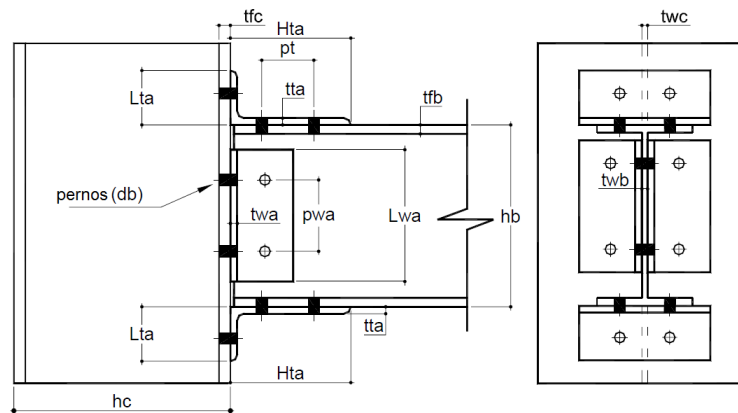 tfc
Hta
twc
pt
tta
tfb
Lta
pernos (db)
twa
pwa
Lwa
hb
twb
Lta
tta
Hta
hc